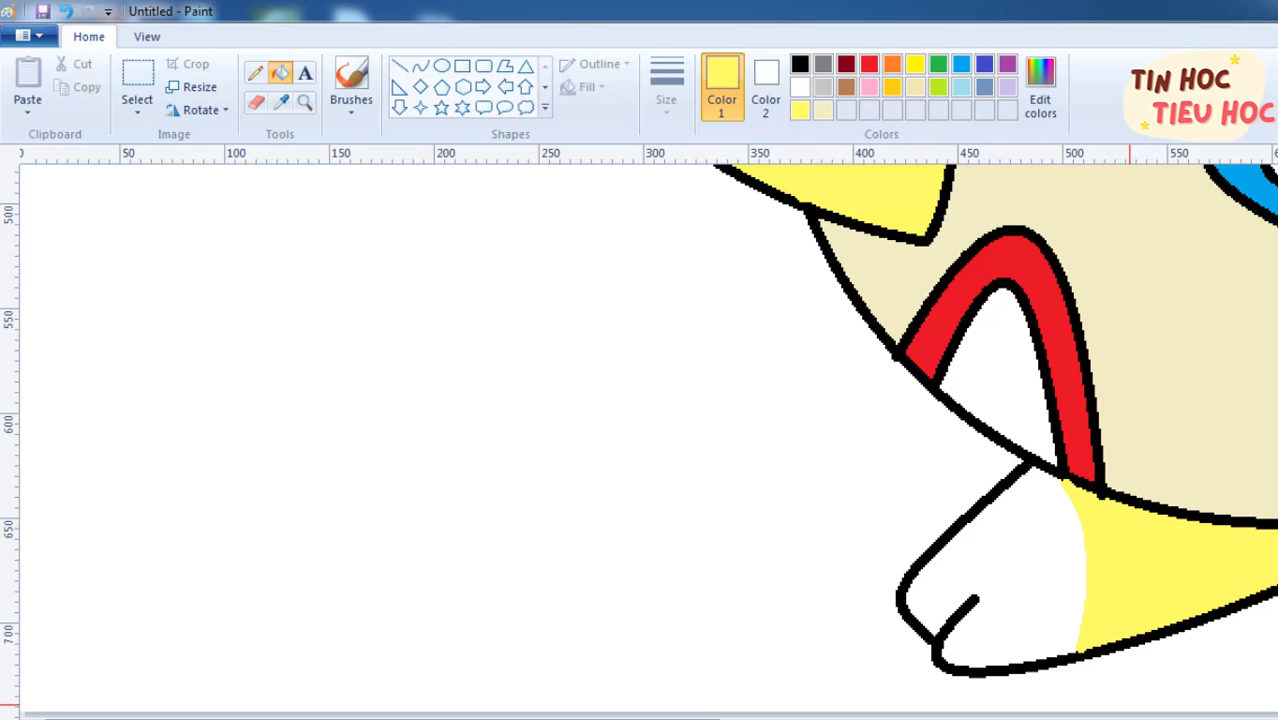 Untitled - Paint
Home View
Paste
Cut
Copy
Clipboard
Select
Crop
Resize
Rotate
Image
A
Tools
Brushes
Shapes
Outline
Fill
Size
Color
1
Color
2
Colors
Edit
colors
TIN HOC
TIEU HOC
50 100 150 200 250 300 350 400 450 500 550
500
550
600
650
700